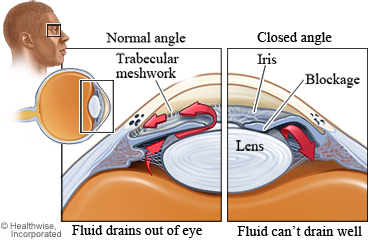 Normal angle
Closed angle
Trabecular
meshwork
Iris
Blockage
Lens
© Healthwise,
Incorporated
Fluid drains out of eye
Fluid can't drain well